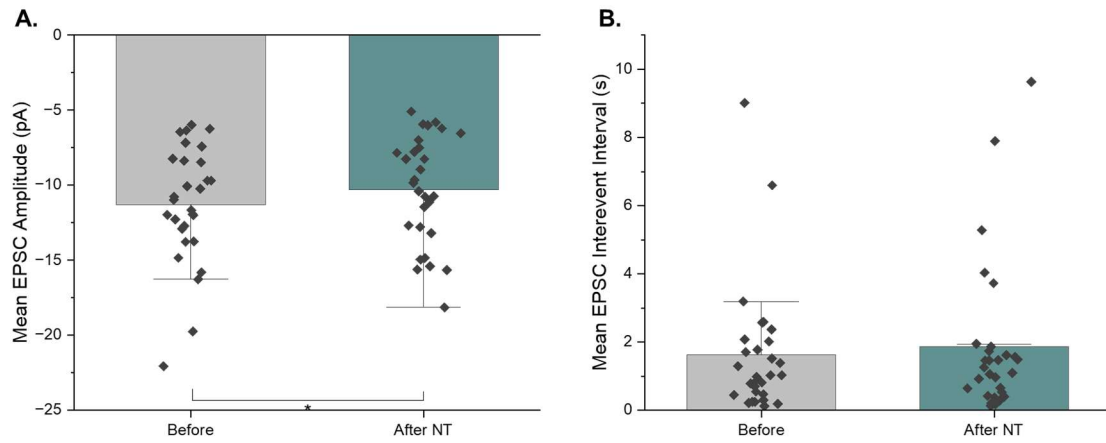 A.
Mean EPSC Amplitude (pA)
0
−5
−10
−15
−20
−25
*
Before
After NT
B.
Mean EPSC Interevent Interval (s)
10
8
6
4
2
0
Before
After NT